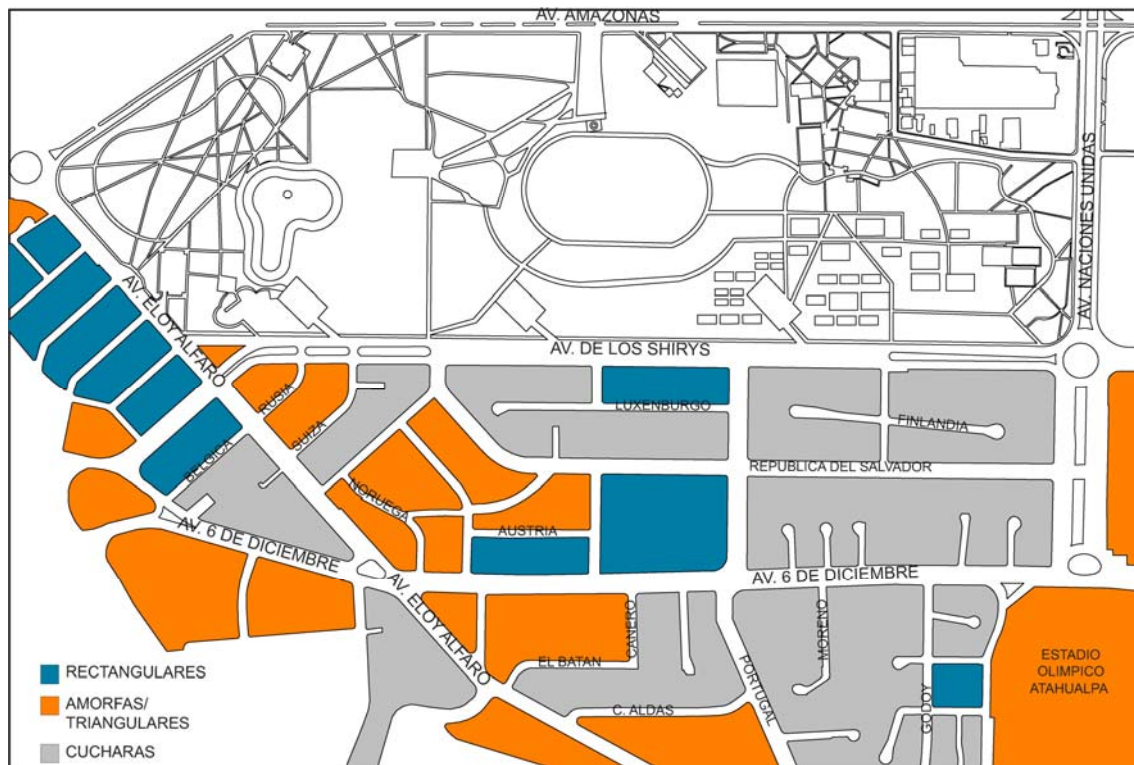 AV. AMAZONAS
AV. NACIONES UNIDAS
AV. ELOY ALFARO
AV. DE LOS SHIRYS
RUSIA
LUXENBURGO
FINLANDIA
SUIZA
BELGICA
REPUBLICA DEL SALVADOR
NORUEGA
AUSTRIA
AV. 6 DE DICIEMBRE
AV. 6 DE DICIEMBRE
AV. ELOY ALFARO
CANERO
MORENO
EL BATAN
PORTUGAL
GODOY
C. ALDAS
ESTADIO
OLIMPICO
ATAHUALPA
RECTANGULARES
AMORFAS/
TRIANGULARES
CUCHARAS